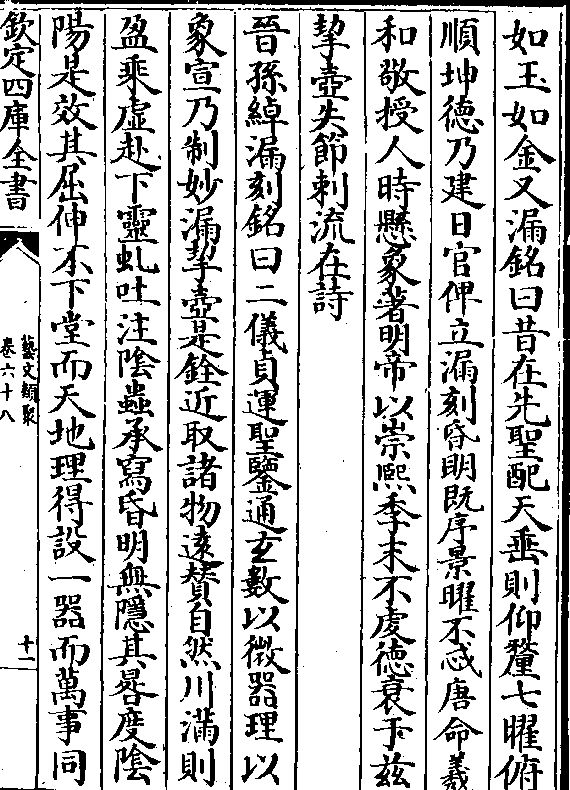 如玉如金又漏銘曰昔在先聖配天垂則仰釐七曜俯
順坤德乃建日官俾立漏刻昏明既序景曜不忒唐命羲
和敬授人時懸象著明帝以崇熙季末不虔德衰于兹
挈壺失節刺流在詩
晉孫綽漏刻銘曰二儀貞運聖鑒通玄數以徴器理以
象宣乃制妙漏挈壺是銓近取諸物遠賛自然川滿則
盈乘虛赴下靈虬吐注陰蟲承寫昏明無隱其晷度陰
陽是效其屈伸不下堂而天地理得設一器而萬事同
欽定四庫全書
藝文類聚
卷六十八
十一